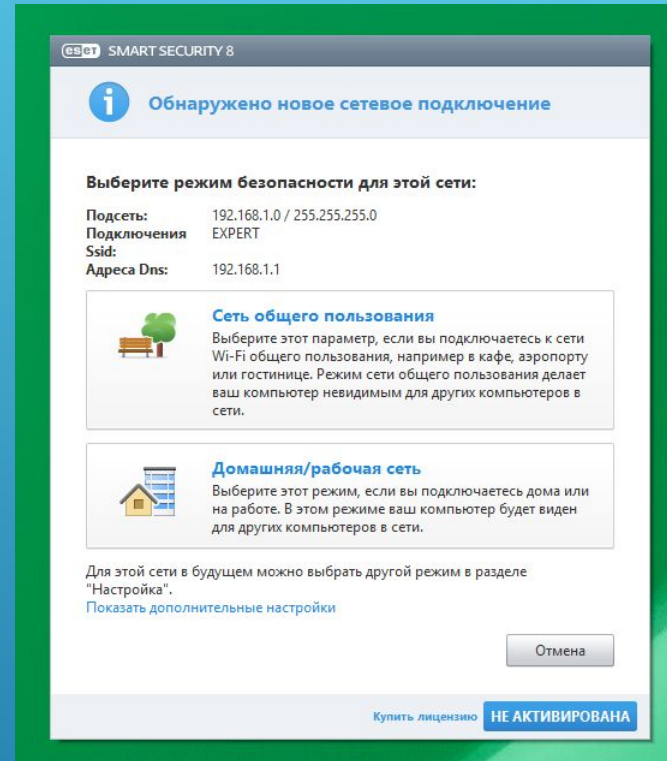 eset SMART SECURITY 8
Обнаружено новое сетевое подключение
Выберите режим безопасности для этой сети:
Подсеть: 192.168.1.0 / 255.255.255.0
Подключения EXPERT
Ssid:
Адреса Dns: 192.168.1.1
Сеть общего пользования
Выберите этот параметр, если вы подключаетесь к сети
Wi-Fi общего пользования, например в кафе, аэропорту
или гостинице. Режим сети общего пользования делает
ваш компьютер невидимым для других компьютеров в
сети.
Домашняя/рабочая сеть
Выберите этот режим, если вы подключаетесь дома или
на работе. В этом режиме ваш компьютер будет виден
для других компьютеров в сети.
Для этой сети в будущем можно выбрать другой режим в разделе
"Настройка".
Показать дополнительные настройки
Отмена
Купить лицензию НЕ АКТИВИРОВАНА